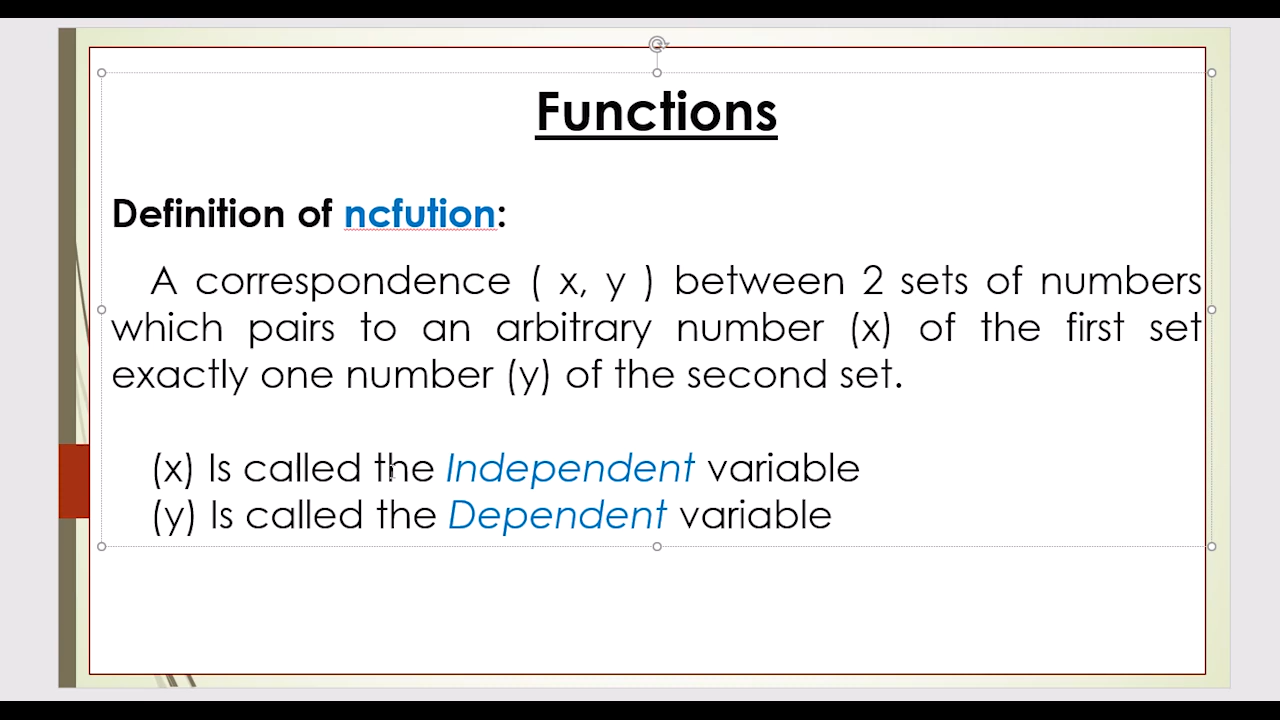 Functions
Definition of ncfution:
A correspondence ( x, y ) between 2 sets of numbers
which pairs to an arbitrary number (x) of the first set
exactly one number (y) of the second set.
(x) Is called the Independent variable
(y) Is called the Dependent variable